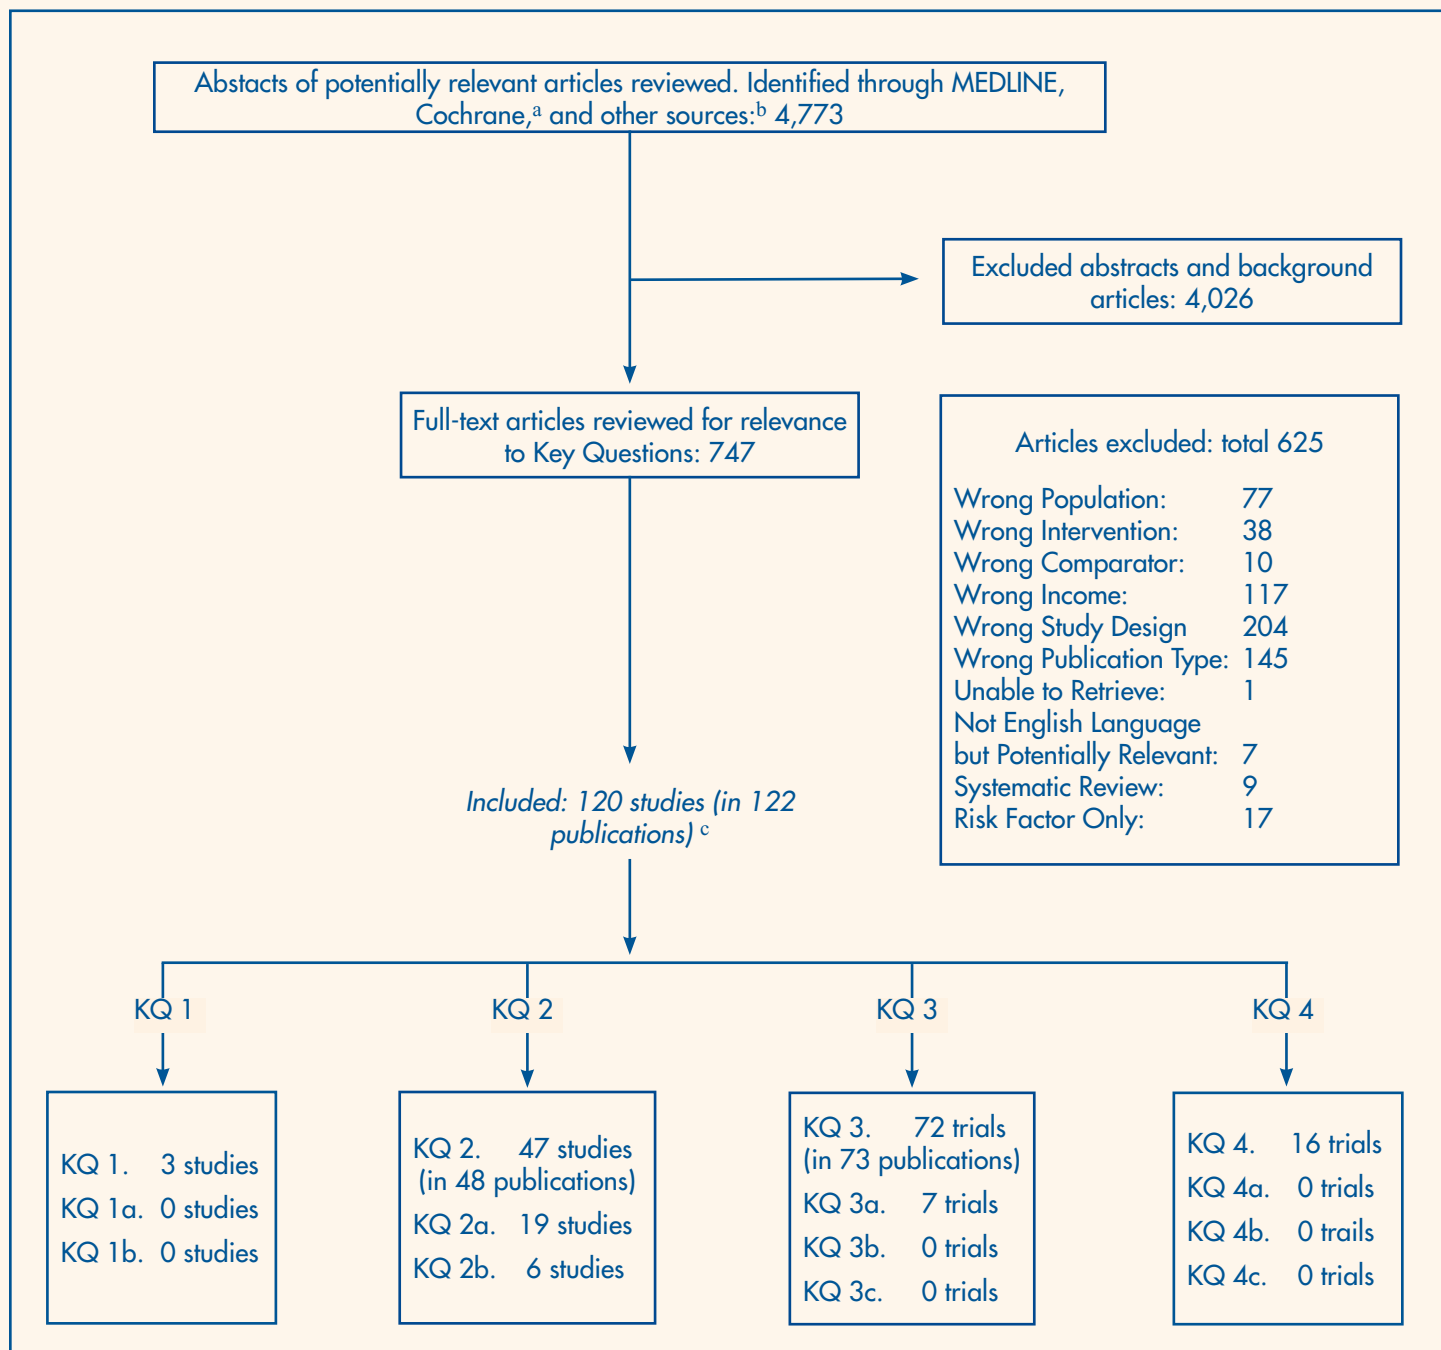 Abstacts of potentially relevant articles reviewed. Identified through MEDLINE,
Cochrane,a and other sources:b 4,773
Excluded abstracts and background
articles: 4,026
Full-text articles reviewed for relevance
to Key Questions: 747
Articles excluded: total 625
Wrong Population: 77
Wrong Intervention: 38
Wrong Comparator: 10
Wrong Income: 117
Wrong Study Design 204
Wrong Publication Type: 145
Unable to Retrieve: 1
Not English Language
but Potentially Relevant: 7
Systematic Review: 9
Risk Factor Only: 17
Included: 120 studies (in 122
publications) c
KQ 1
KQ 2
KQ 3
KQ 4
KQ 1. 3 studies
KQ 1a. 0 studies
KQ 1b. 0 studies
KQ 2. 47 studies
(in 48 publications)
KQ 2a. 19 studies
KQ 2b. 6 studies
KQ 3. 72 trials
(in 73 publications)
KQ 3a. 7 trials
KQ 3b. 0 trials
KQ 3c. 0 trials
KQ 4. 16 trials
KQ 4a. 0 trials
KQ 4b. 0 trails
KQ 4c. 0 trials